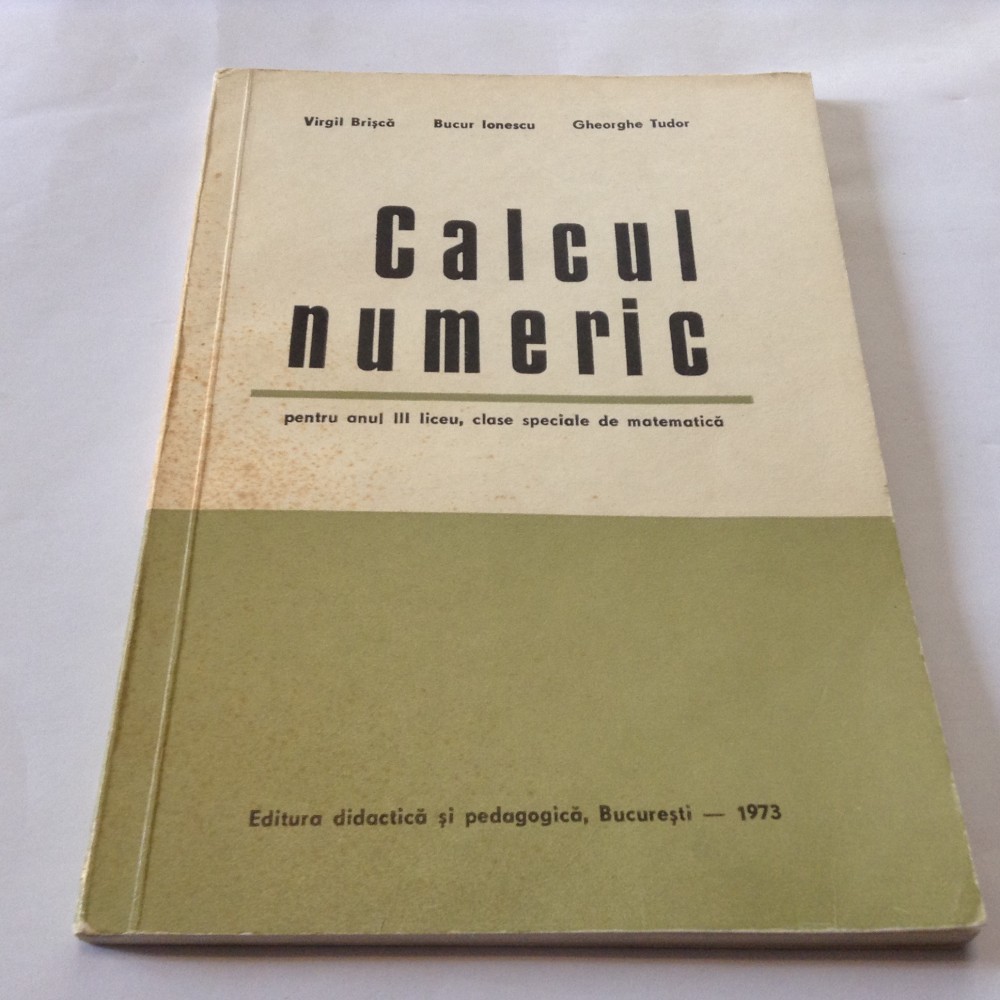 Virgil Brişcă Bucur Ionescu Gheorghe Tudor
Calcul
numeric
pentru anul III liceu, clase speciale de matematică
Editura didactică şi pedagogică, Bucureşti — 1973